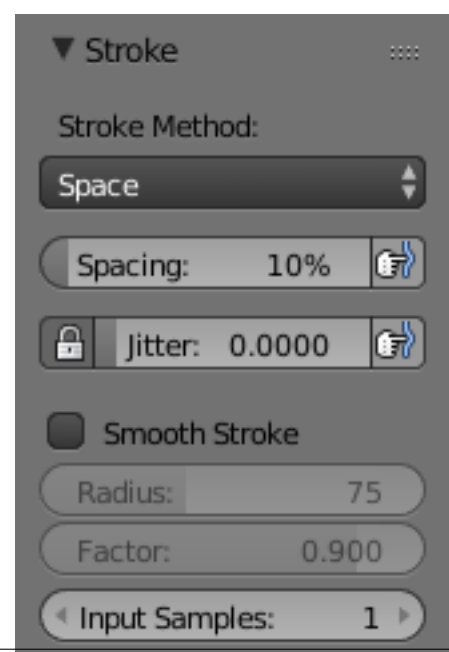 Stroke
Stroke Method:
Space
Spacing: 10%
Jitter: 0.0000
Smooth Stroke
Radius: 75
Factor: 0.900
Input Samples: 1